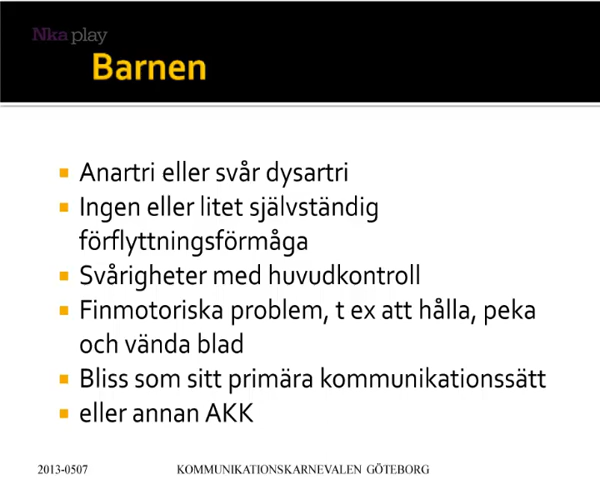 Nka play
Barnen
Anartri eller svår dysartri
Ingen eller litet självständig
förflyttningsförmåga
Svårigheter med huvudkontroll
Finmotoriska problem, t ex att hålla, peka
och vända blad
Bliss som sitt primära kommunikationssätt
eller annan AKK
2013-0507 KOMMUNIKATIONSKARNEVALEN GÖTEBORG